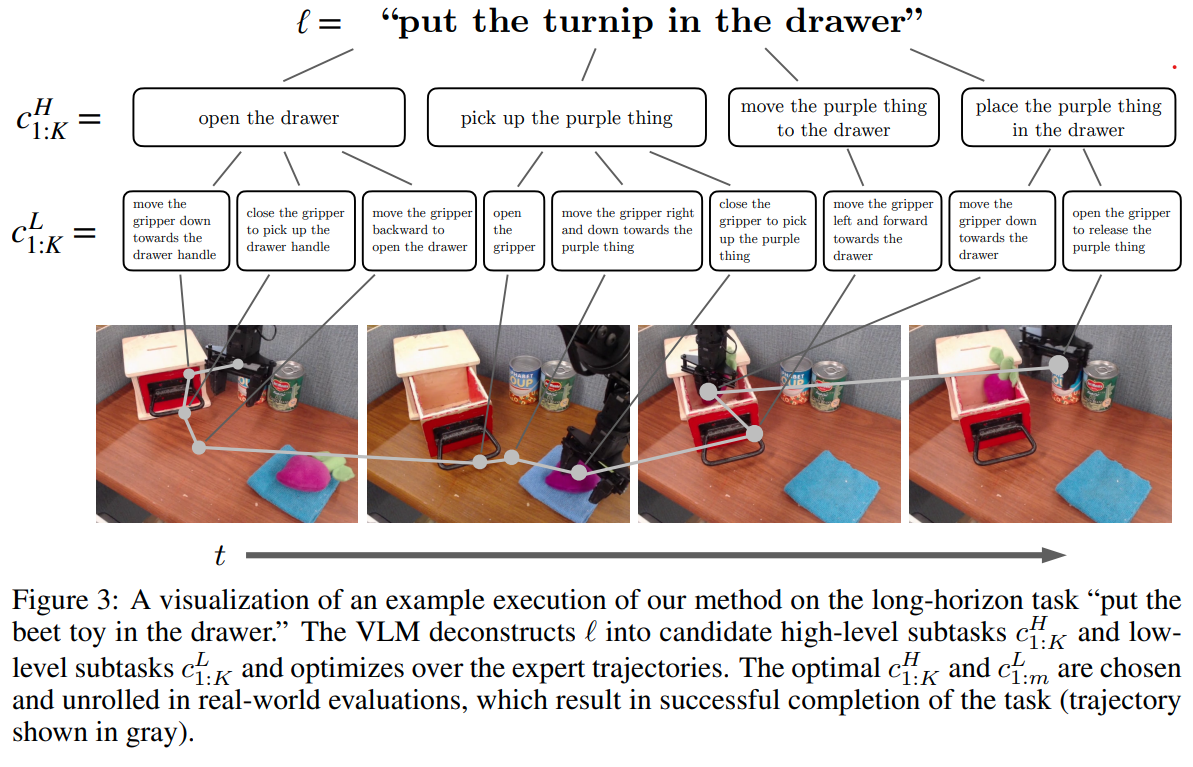 ℓ = “put the turnip in the drawer”
c^H_{1:K} =
open the drawer
pick up the purple thing
move the purple thing
to the drawer
place the purple thing
in the drawer
c^L_{1:K} =
move the
gripper down
towards the
drawer handle
close the gripper
to pick up the
drawer handle
move the gripper
backward to
open the drawer
open
the
gripper
move the gripper right
and down towards the
purple thing
close the
gripper to pick
up the purple
thing
move the gripper
left and forward
towards the
drawer
move the
gripper down
towards the
drawer
open the gripper
to release the
purple thing
SOUP
t
Figure 3: A visualization of an example execution of our method on the long-horizon task “put the
beet toy in the drawer.” The VLM deconstructs ℓ into candidate high-level subtasks c^H_{1:K} and low-
level subtasks c^L_{1:K} and optimizes over the expert trajectories. The optimal c^H_{1:K} and c^L_{1:m} are chosen
and unrolled in real-world evaluations, which result in successful completion of the task (trajectory
shown in gray).